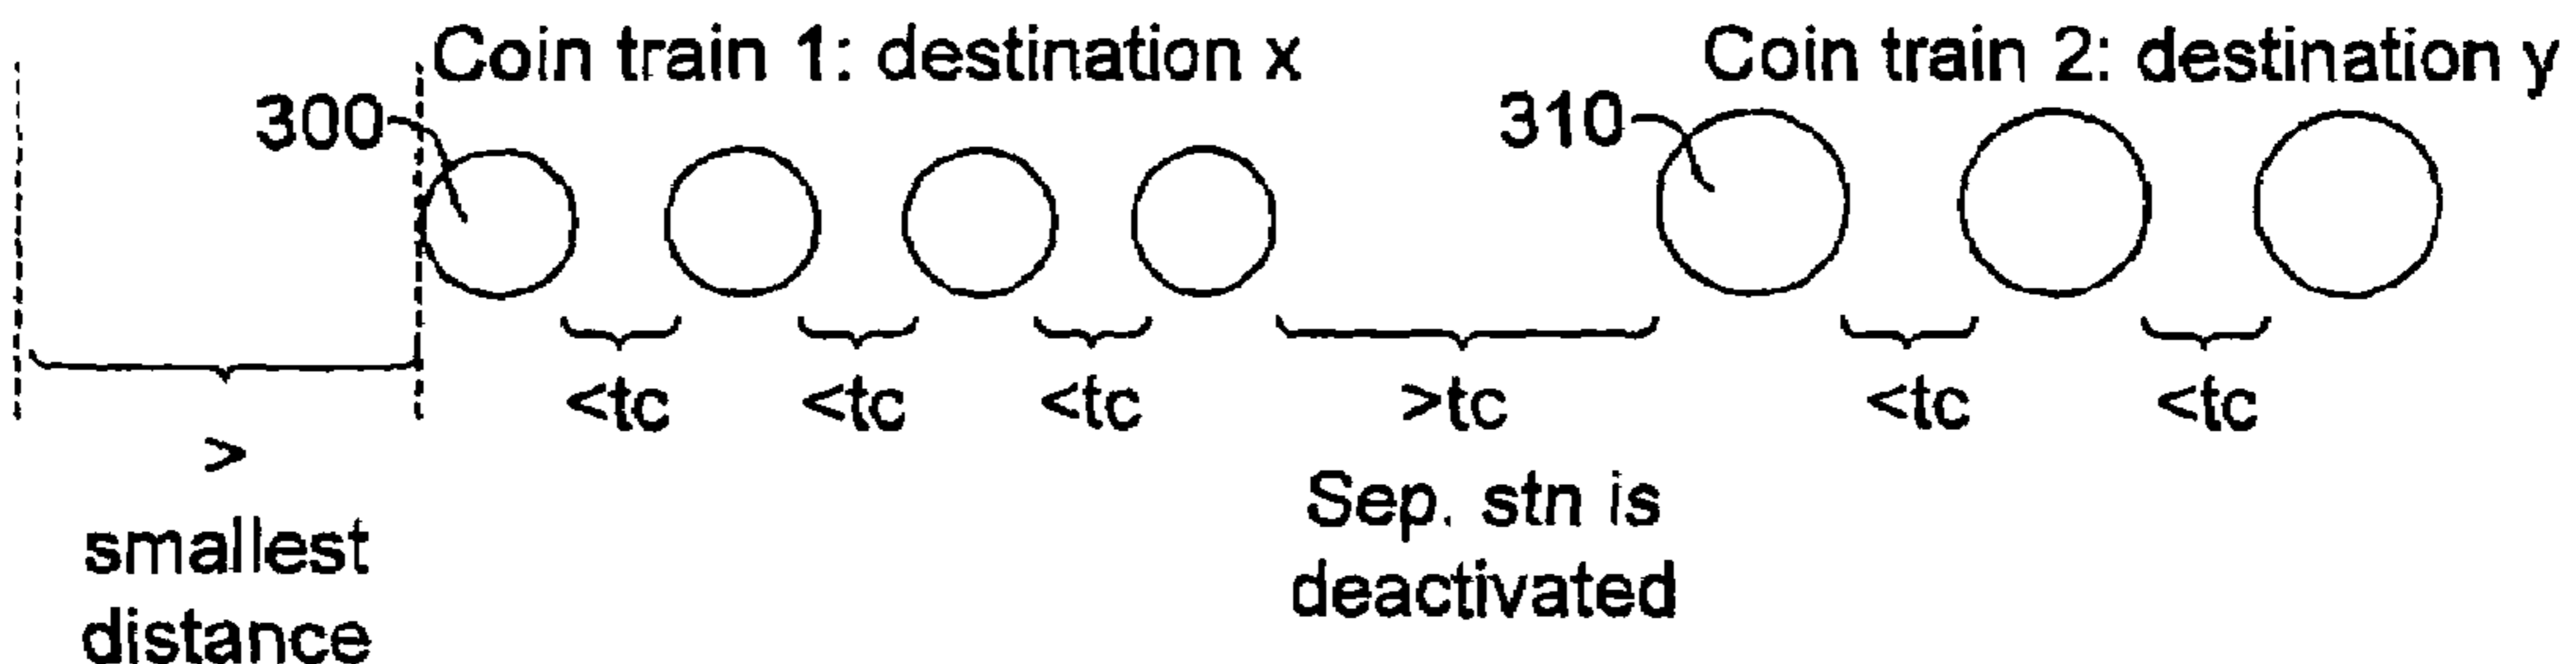 Coin train 1: destination x
Coin train 2: destination y
300
310
<tc
<tc
<tc
>tc
<tc
<tc
>
smallest
distance
Sep. stn is
deactivated